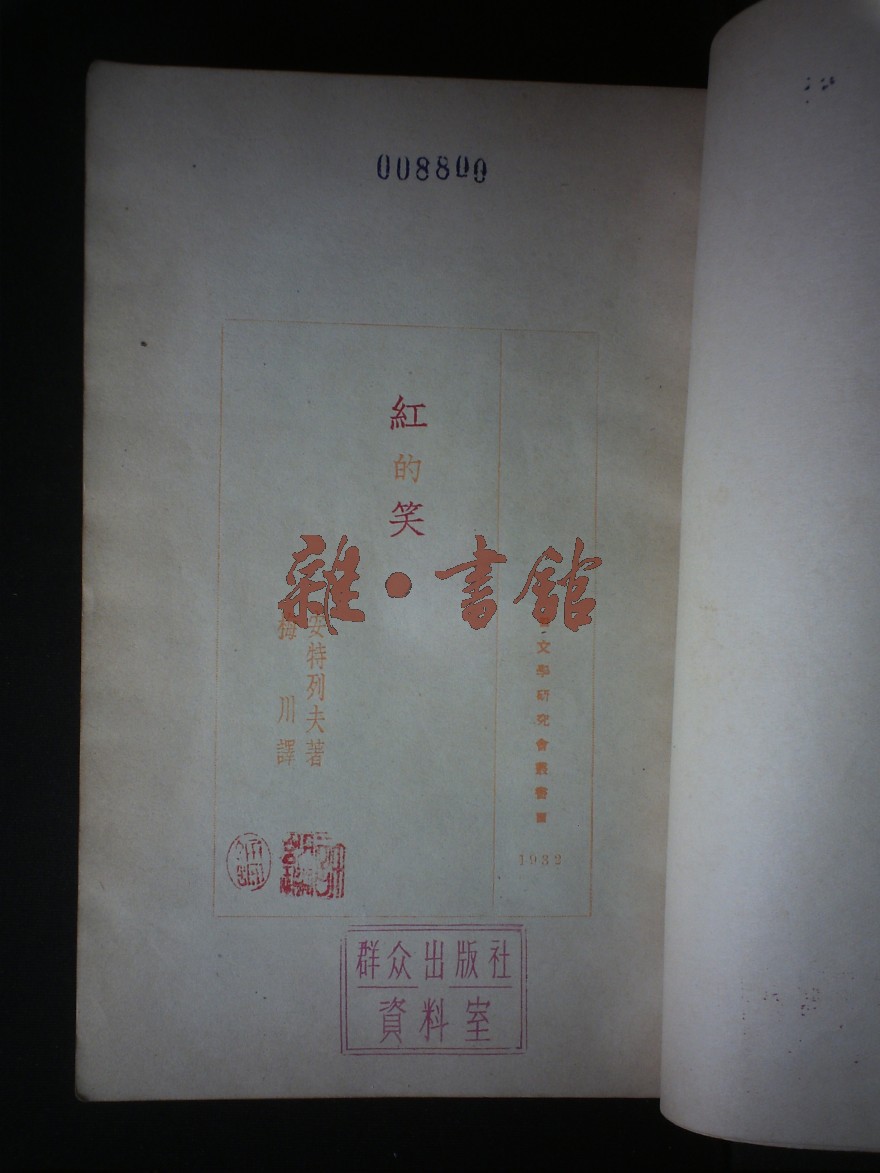 008800
紅的笑
雜·書館
安特列夫著
梅川譯
文學研究會叢書
1932
群众出版社
資料室